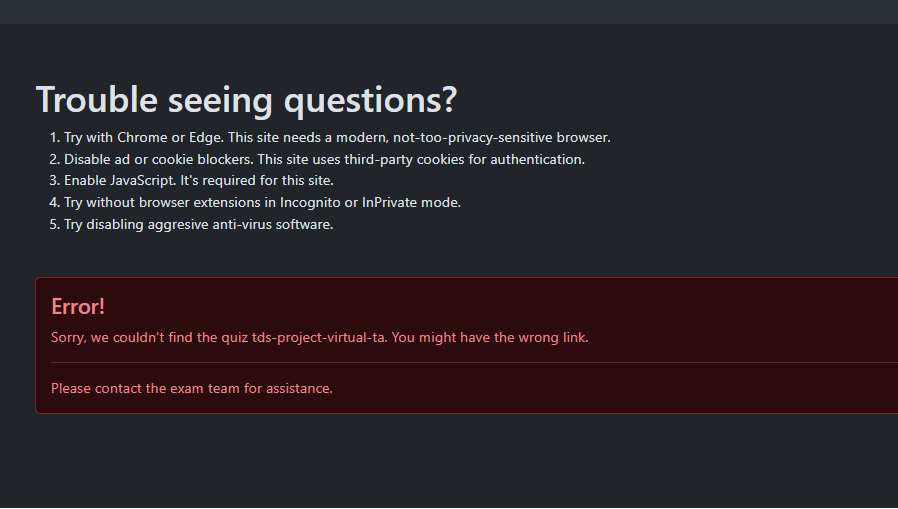 Trouble seeing questions?
1. Try with Chrome or Edge. This site needs a modern, not-too-privacy-sensitive browser.
2. Disable ad or cookie blockers. This site uses third-party cookies for authentication.
3. Enable JavaScript. It's required for this site.
4. Try without browser extensions in Incognito or InPrivate mode.
5. Try disabling aggresive anti-virus software.
Error!
Sorry, we couldn't find the quiz tds-project-virtual-ta. You might have the wrong link.
Please contact the exam team for assistance.